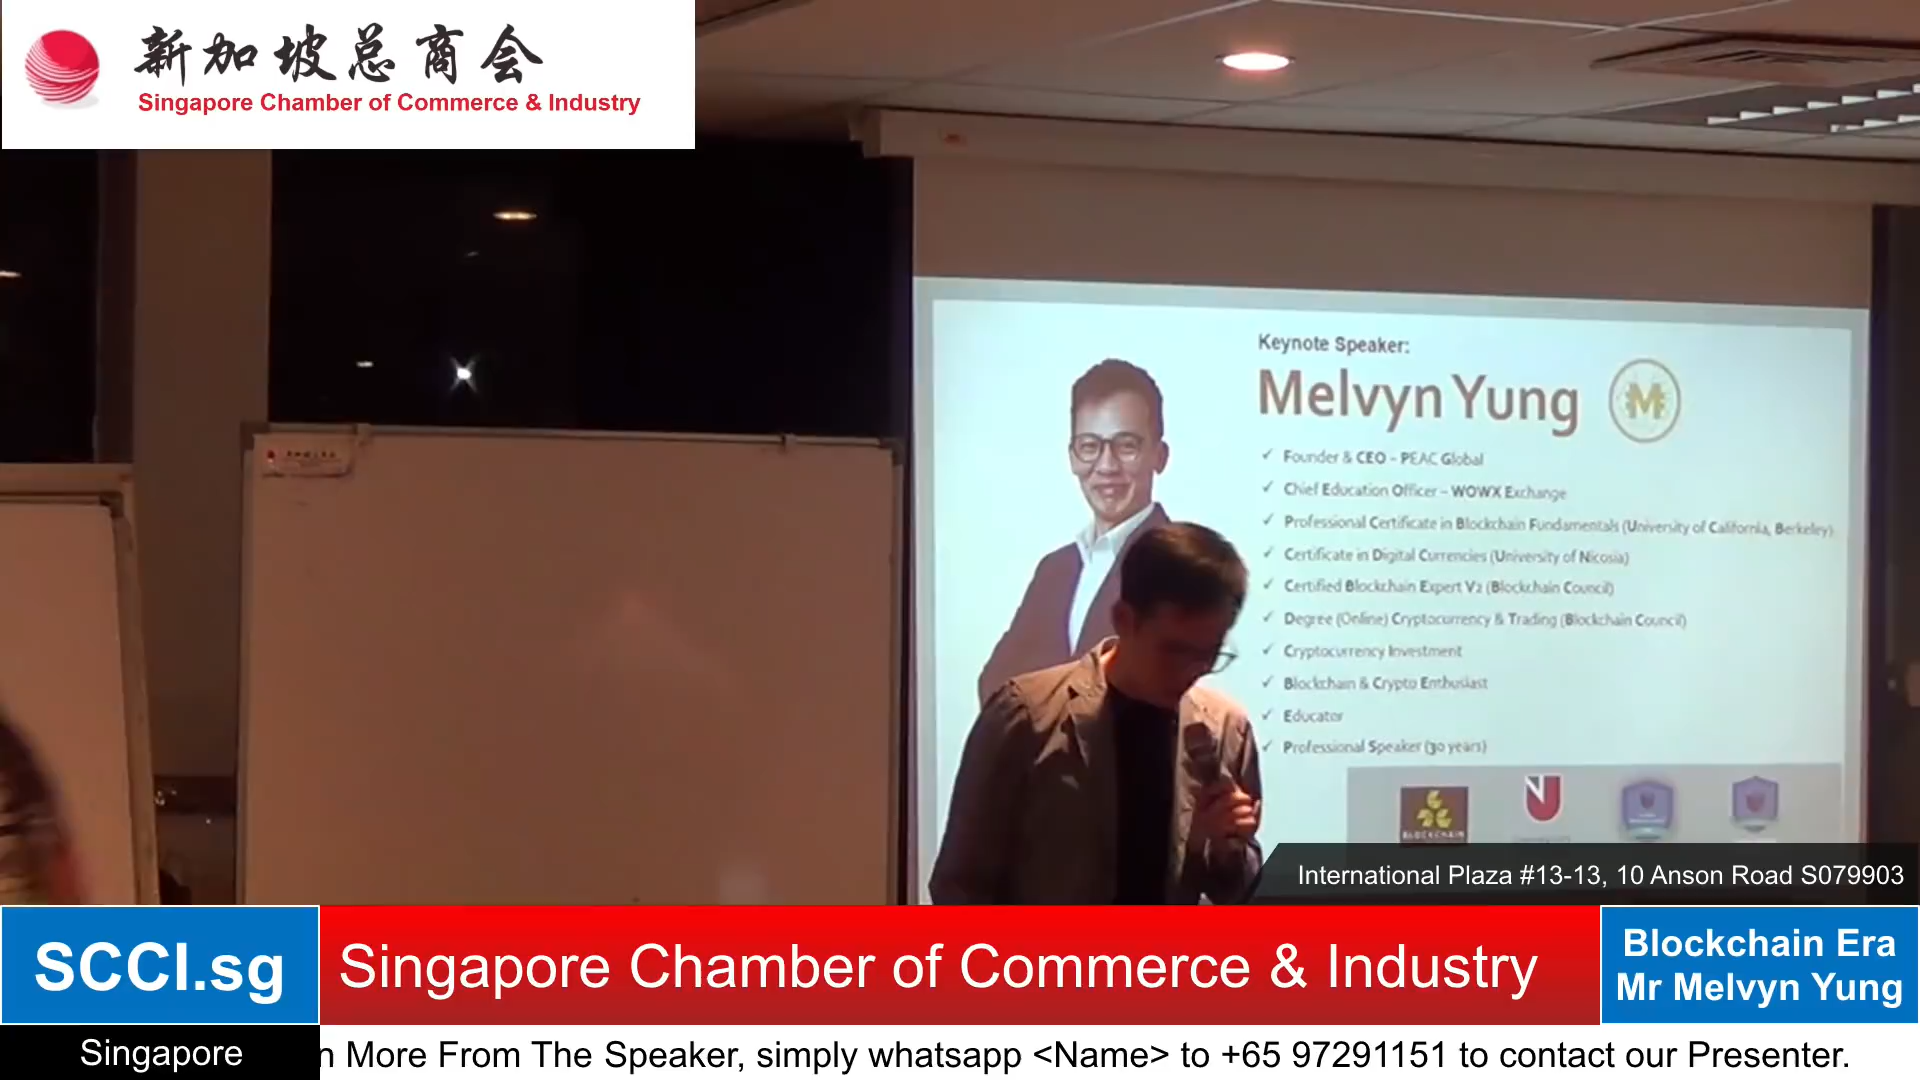 新加坡总商会
Singapore Chamber of Commerce & Industry
Keynote Speaker:
Melvyn Yung
M
✓ Founder & CEO – PEAC Global
✓ Chief Education Officer – WOWX Exchange
✓ Professional Certificate in Blockchain Fundamentals (University of California, Berkeley)
✓ Certificate in Digital Currencies (University of Nicosia)
✓ Certified Blockchain Expert V2 (Blockchain Council)
✓ Degree (Online) Cryptocurrency & Trading (Blockchain Council)
✓ Cryptocurrency Investment
✓ Blockchain & Crypto Enthusiast
✓ Educator
✓ Professional Speaker (30 years)
BLOCKCHAIN
International Plaza #13-13, 10 Anson Road S079903
SCCI.sg
Singapore Chamber of Commerce & Industry
Blockchain Era
Mr Melvyn Yung
Singapore
n More From The Speaker, simply whatsapp <Name> to +65 97291151 to contact our Presenter.